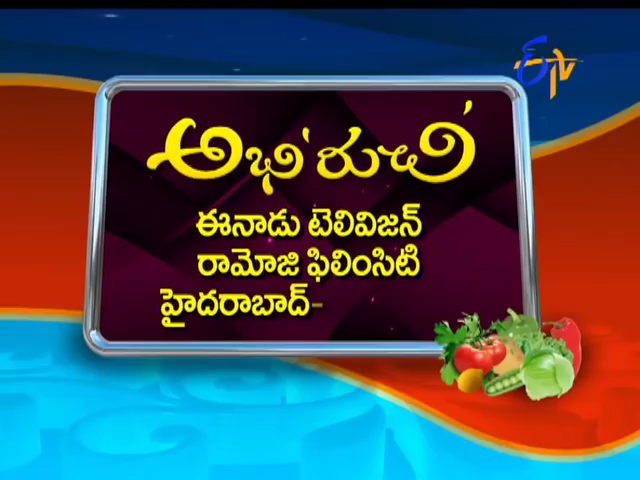 ETV
అభి'రుచి'
ఈనాడు టెలివిజన్
రామోజి ఫిలింసిటి
హైదరాబాద్-